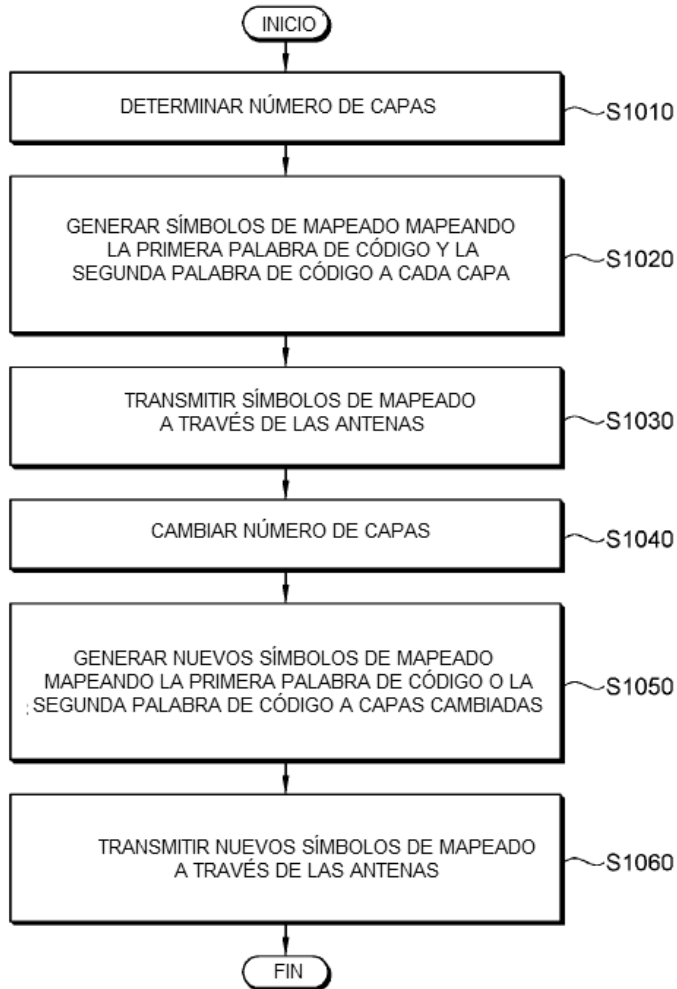 INICIO
DETERMINAR NÚMERO DE CAPAS
S1010
GENERAR SÍMBOLOS DE MAPEADO MAPEANDO
LA PRIMERA PALABRA DE CÓDIGO Y LA
SEGUNDA PALABRA DE CÓDIGO A CADA CAPA
S1020
TRANSMITIR SÍMBOLOS DE MAPEADO
A TRAVÉS DE LAS ANTENAS
S1030
CAMBIAR NÚMERO DE CAPAS
S1040
GENERAR NUEVOS SÍMBOLOS DE MAPEADO
MAPEANDO LA PRIMERA PALABRA DE CÓDIGO O LA
SEGUNDA PALABRA DE CÓDIGO A CAPAS CAMBIADAS
S1050
TRANSMITIR NUEVOS SÍMBOLOS DE MAPEADO
A TRAVÉS DE LAS ANTENAS
S1060
FIN